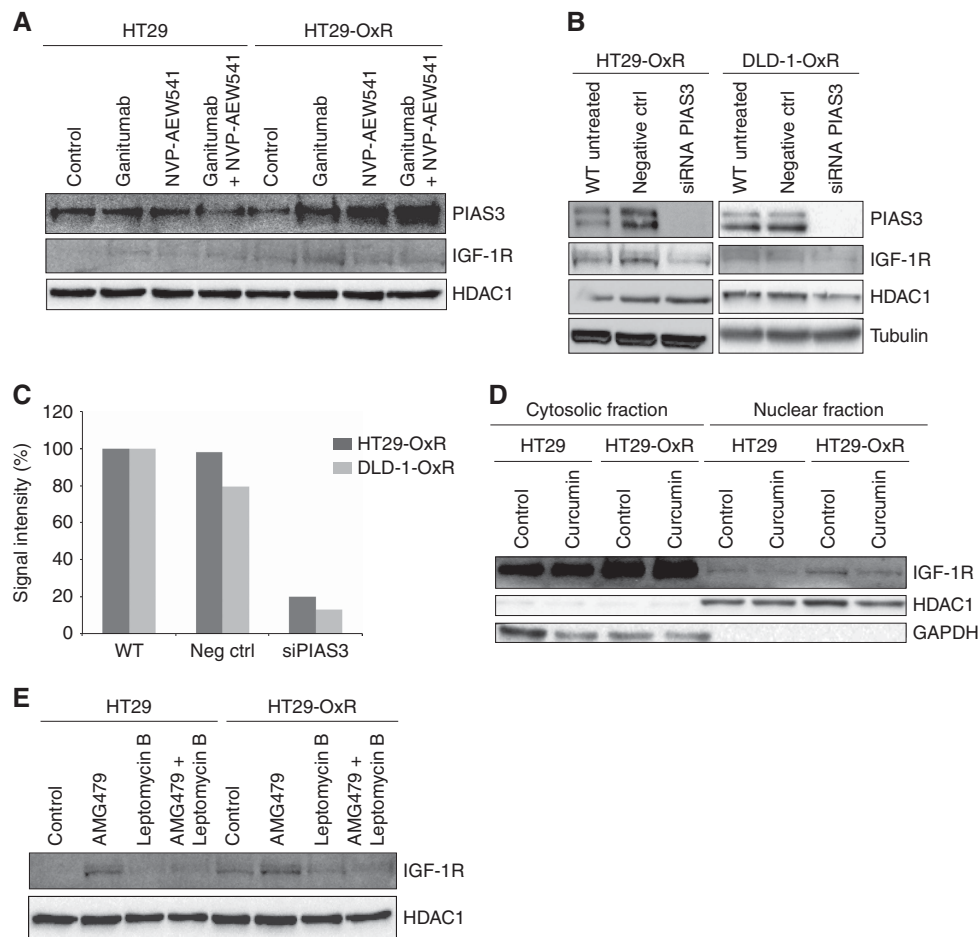 A
HT29 HT29-OxR
Control
Ganitumab
NVP-AEW541
Ganitumab
+ NVP-AEW541
Control
Ganitumab
NVP-AEW541
Ganitumab
+ NVP-AEW541
PIAS3
IGF-1R
HDAC1
B
HT29-OxR DLD-1-OxR
WT untreated
Negative ctrl
siRNA PIAS3
WT untreated
Negative ctrl
siRNA PIAS3
PIAS3
IGF-1R
HDAC1
Tubulin
C
Signal intensity (%)
120
100
80
60
40
20
0
WT Neg ctrl siPIAS3
HT29-OxR
DLD-1-OxR
D
Cytosolic fraction Nuclear fraction
HT29 HT29-OxR HT29 HT29-OxR
Control
Curcumin
Control
Curcumin
Control
Curcumin
Control
Curcumin
IGF-1R
HDAC1
GAPDH
E
HT29 HT29-OxR
Control
AMG479
Leptomycin B
AMG479 +
Leptomycin B
Control
AMG479
Leptomycin B
AMG479 +
Leptomycin B
IGF-1R
HDAC1